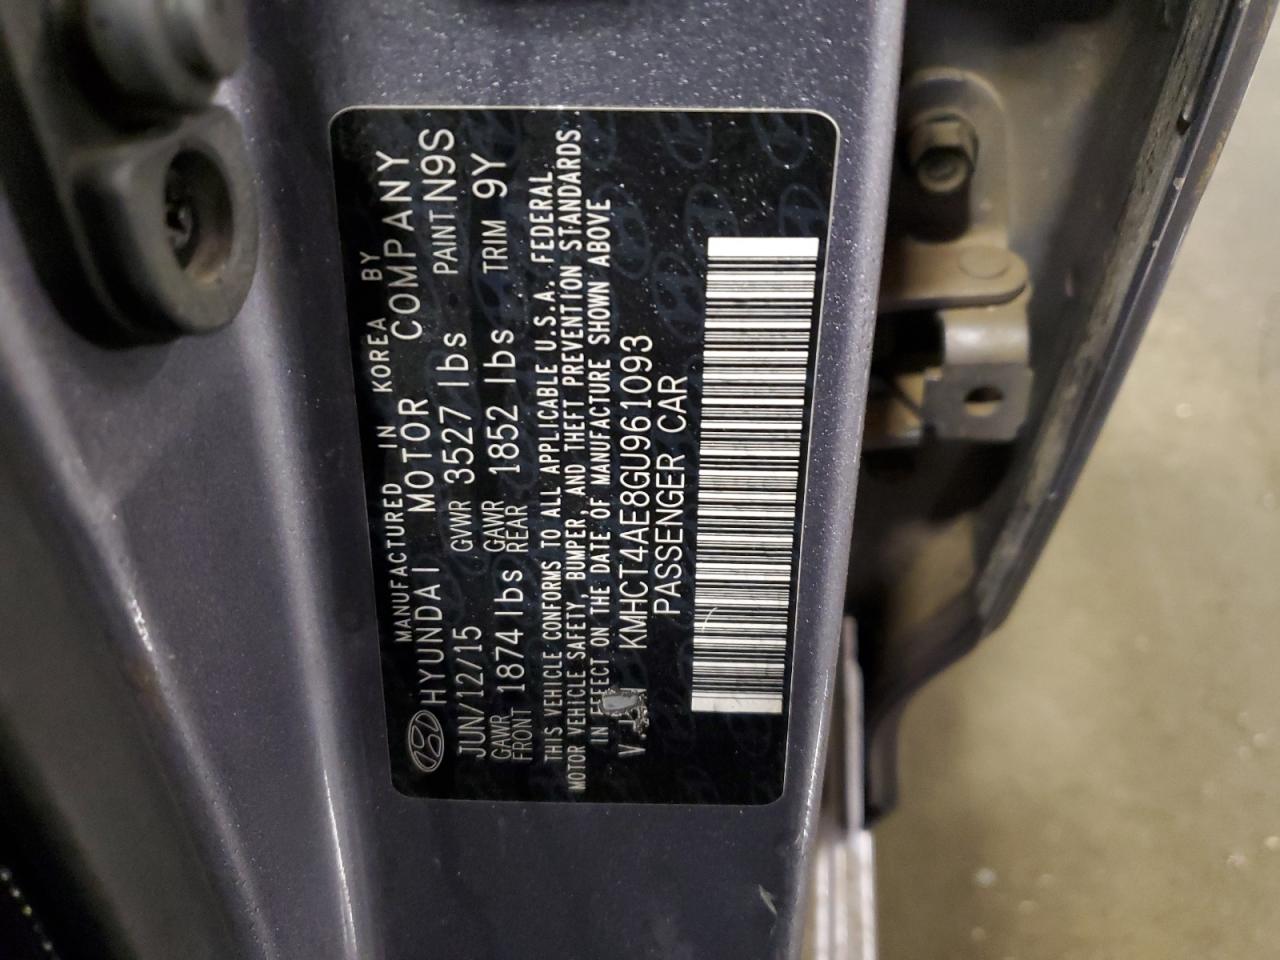 MANUFACTURED IN KOREA BY
HYUNDAI MOTOR COMPANY
JUN/12/15 GVWR 3527 lbs PAINT N9S
GAWR FRONT 1874 lbs GAWR REAR 1852 lbs TRIM 9Y
THIS VEHICLE CONFORMS TO ALL APPLICABLE U.S.A. FEDERAL
MOTOR VEHICLE SAFETY, BUMPER, AND THEFT PREVENTION STANDARDS
IN EFFECT ON THE DATE OF MANUFACTURE SHOWN ABOVE
V KMHCT4AE8GU961093
PASSENGER CAR